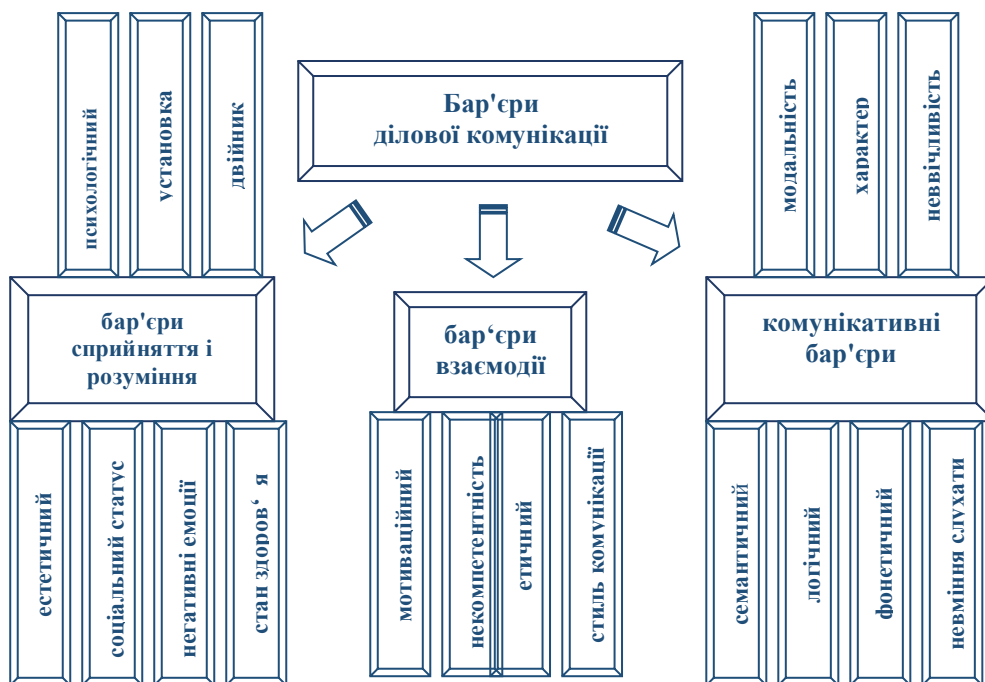 психологічний
установка
двійник
Бар'єри
ділової комунікації
модальність
характер
неввічливість
бар'єри
сприйняття і
розуміння
бар‘єри
взаємодії
комунікативні
бар'єри
естетичний
соціальний статус
негативні емоції
стан здоров‘ я
мотиваційний
некомпетентність
етичний
стиль комунікації
семантичний
логічний
фонетичний
невміння слухати